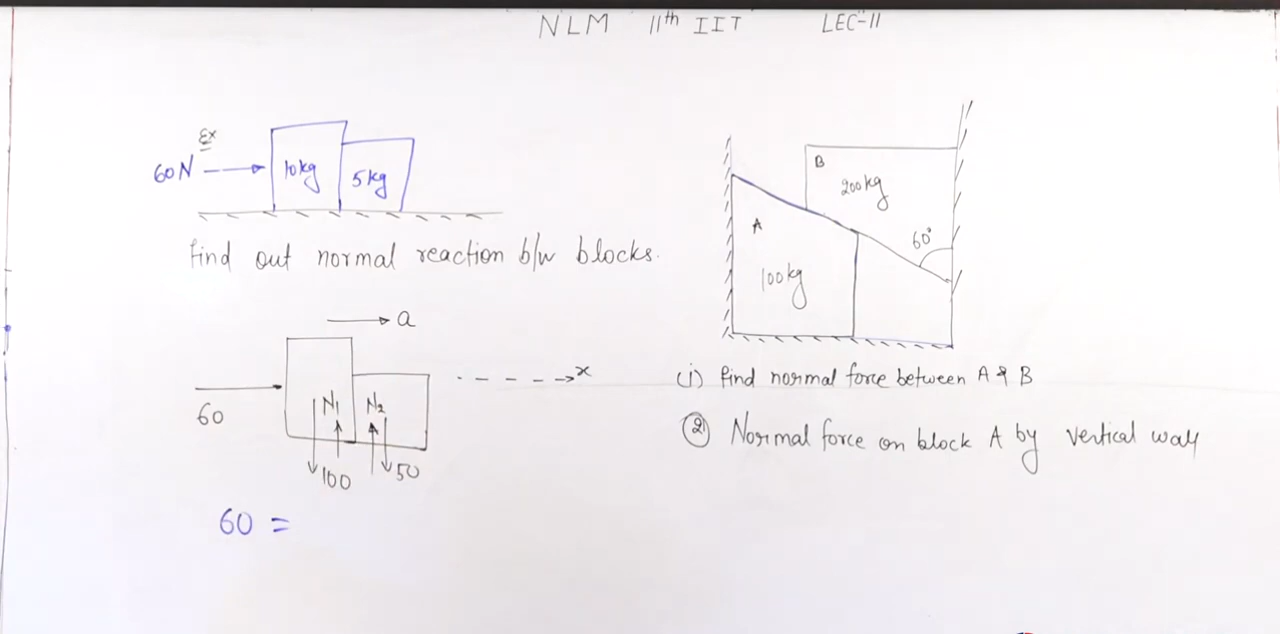 NLM 11th IIT LEC-11
Ex
60N
10kg
5kg
find out normal reaction b/w blocks.
a
x
60
N1
N2
100
50
60 =
B
200kg
A
60°
100kg
(i) find normal force between A & B
(2) Normal force on block A by vertical wall